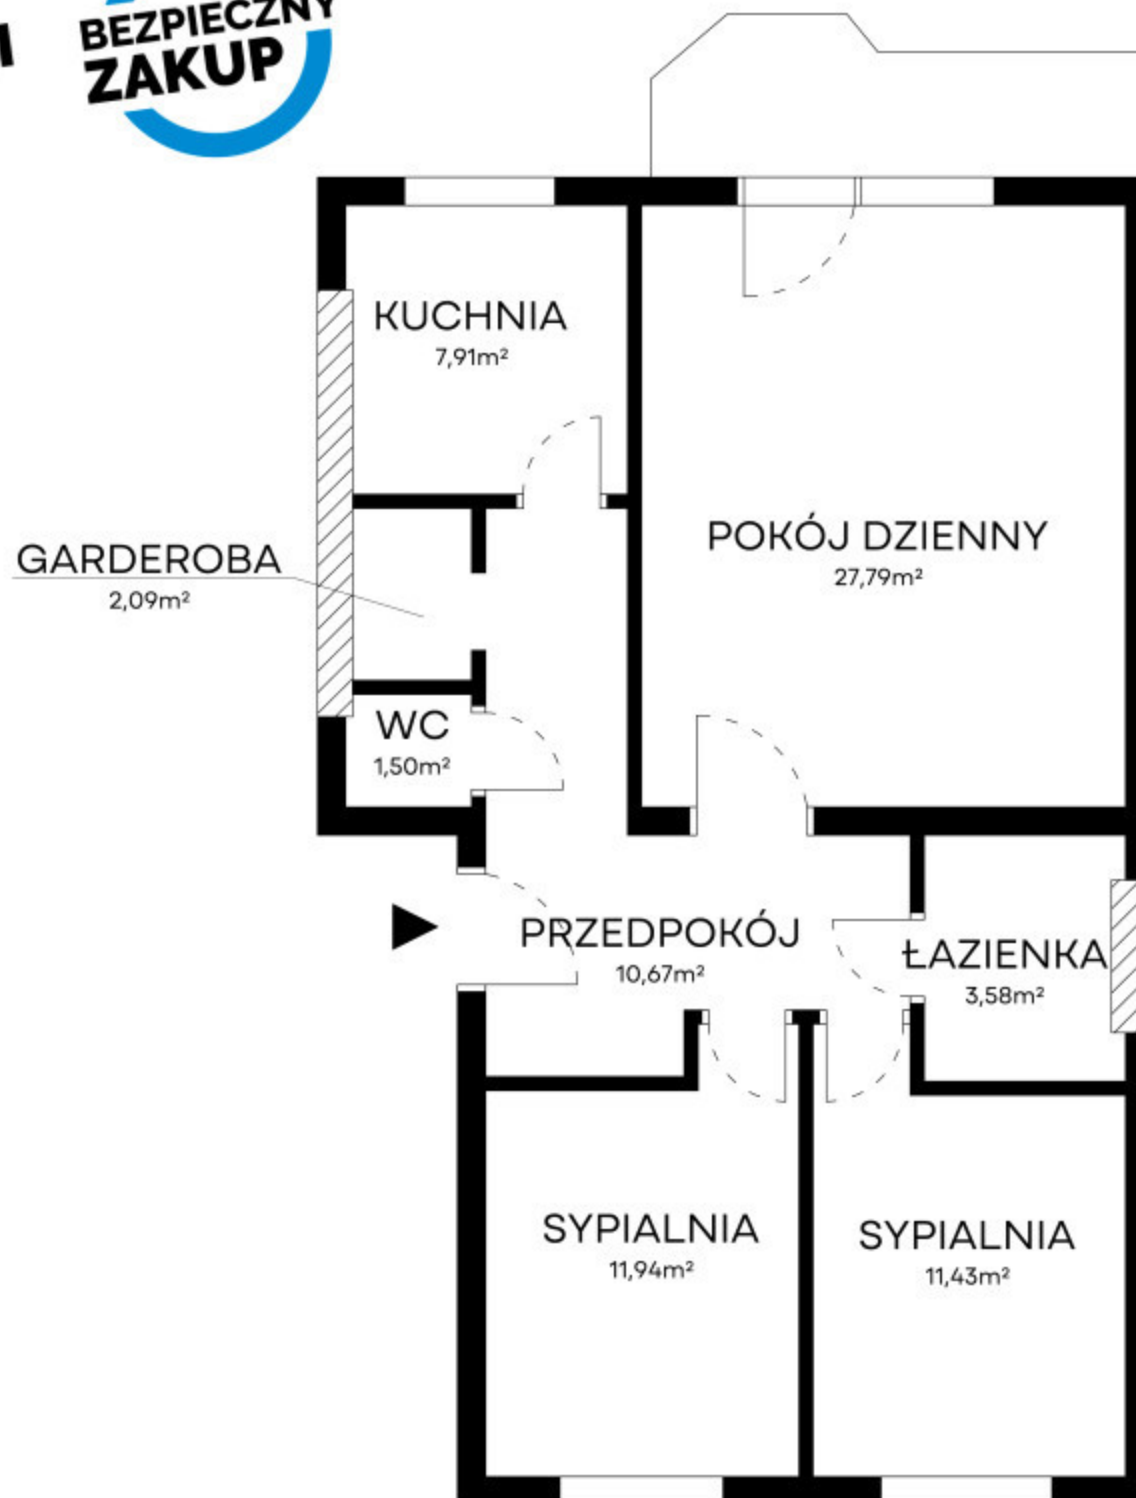 BEZPIECZNY
ZAKUP
KUCHNIA
7,91m²
GARDEROBA
2,09m²
POKÓJ DZIENNY
27,79m²
WC
1,50m²
PRZEDPOKÓJ
10,67m²
ŁAZIENKA
3,58m²
SYPIALNIA
11,94m²
SYPIALNIA
11,43m²